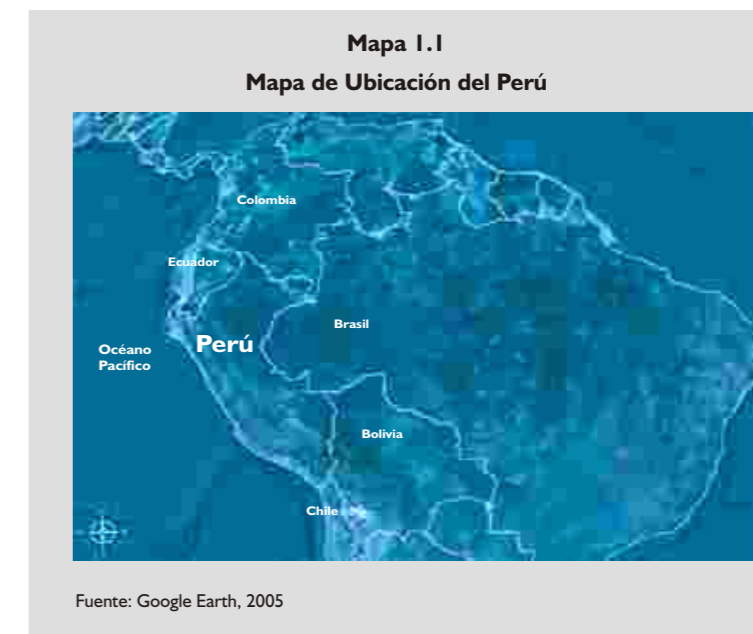 Mapa 1.1
Mapa de Ubicación del Perú
Colombia
Ecuador
Brasil
Perú
Océano
Pacífico
Bolivia
Chile
Fuente: Google Earth, 2005